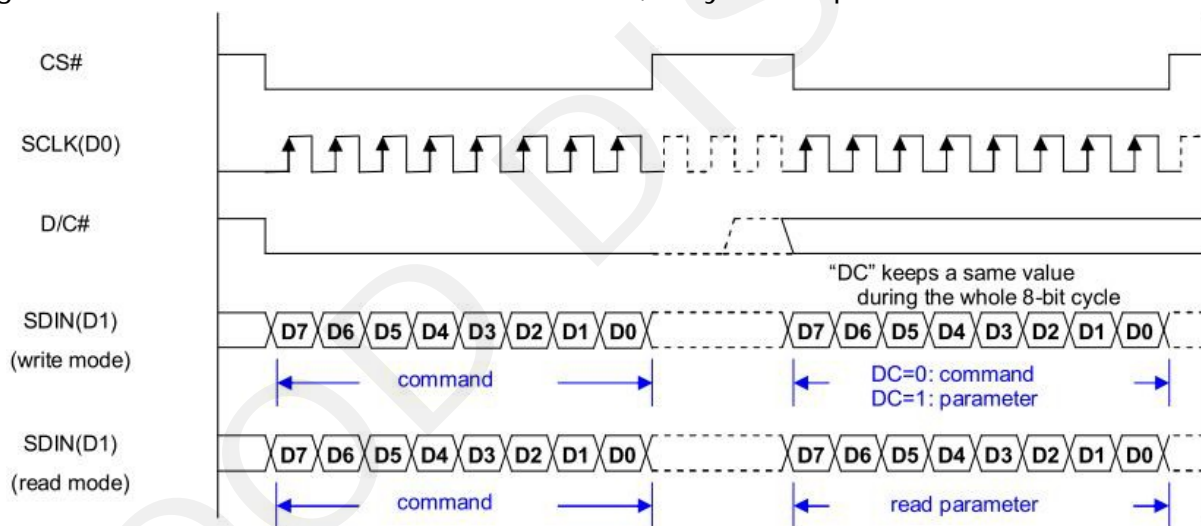 CS#
SCLK(D0)
D/C#
"DC" keeps a same value
during the whole 8-bit cycle
SDIN(D1)
(write mode)
D7 D6 D5 D4 D3 D2 D1 D0
D7 D6 D5 D4 D3 D2 D1 D0
command
DC=0: command
DC=1: parameter
SDIN(D1)
(read mode)
D7 D6 D5 D4 D3 D2 D1 D0
D7 D6 D5 D4 D3 D2 D1 D0
command
read parameter